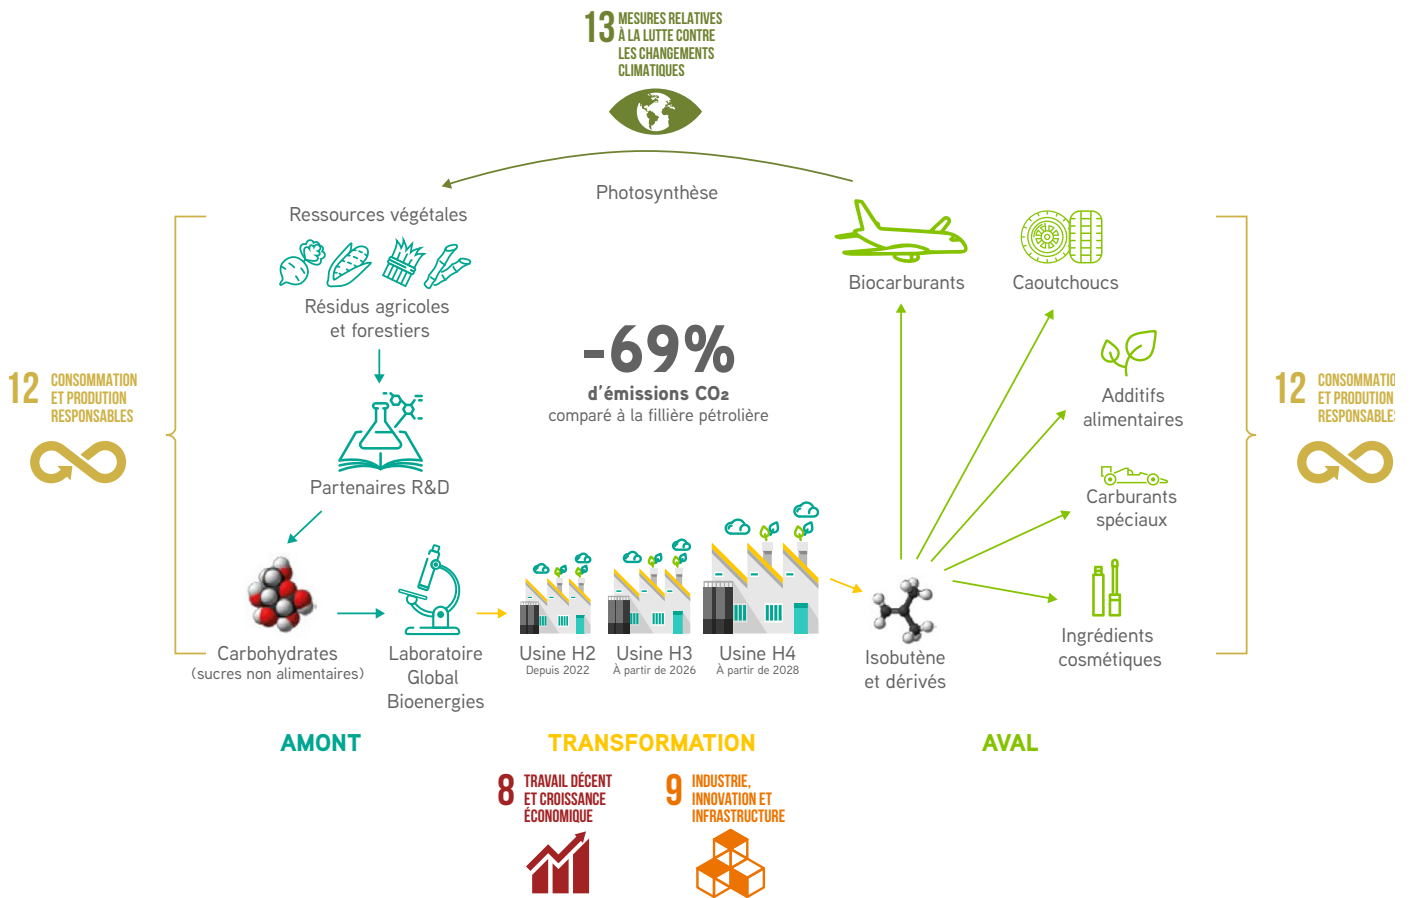 13 MESURES RELATIVES
À LA LUTTE CONTRE
LES CHANGEMENTS
CLIMATIQUES
Photosynthèse
Ressources végétales
Résidus agricoles
et forestiers
Partenaires R&D
Carbohydrates
(sucres non alimentaires)
Laboratoire
Global
Bioenergies
-69%
d'émissions CO₂
comparé à la fillière pétrolière
Usine H2
Depuis 2022
Usine H3
À partir de 2026
Usine H4
À partir de 2028
Isobutène
et dérivés
Biocarburants
Caoutchoucs
Additifs
alimentaires
Carburants
spéciaux
Ingrédients
cosmétiques
12 CONSOMMATION
ET PRODUTION
RESPONSABLES
12 CONSOMMATIO
ET PRODUTION
RESPONSABLES
AMONT
TRANSFORMATION
AVAL
8 TRAVAIL DÉCENT
ET CROISSANCE
ÉCONOMIQUE
9 INDUSTRIE,
INNOVATION ET
INFRASTRUCTURE